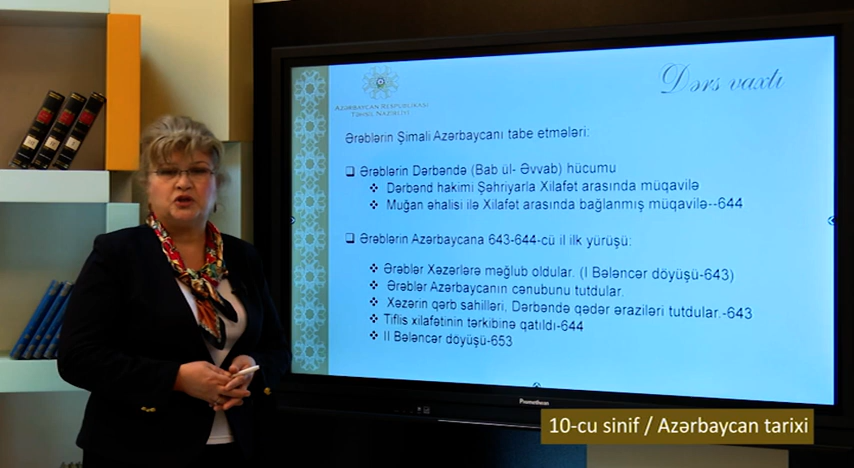 Dərs vaxtı
AZƏRBAYCAN RESPUBLİKASI
TƏHSİL NAZİRLİYİ
Ərəblərin Şimali Azərbaycanı tabe etmələri:
Ərəblərin Dərbəndə (Bab ül- Əvvab) hücumu
Dərbənd hakimi Şəhriyarla Xilafət arasında müqavilə
Muğan əhalisi ilə Xilafət arasında bağlanmış müqavilə--644
Ərəblərin Azərbaycana 643-644-cü il ilk yürüşü:
Ərəblər Xəzərlərə məğlub oldular. (I Bələncər döyüşü-643)
Ərəblər Azərbaycanın cənubunu tutdular.
Xəzərin qərb sahilləri, Dərbəndə qədər əraziləri tutdular.-643
Tiflis xilafətinin tərkibinə qatıldı-644
II Bələncər döyüşü-653
Promethean
10-cu sinif / Azərbaycan tarixi